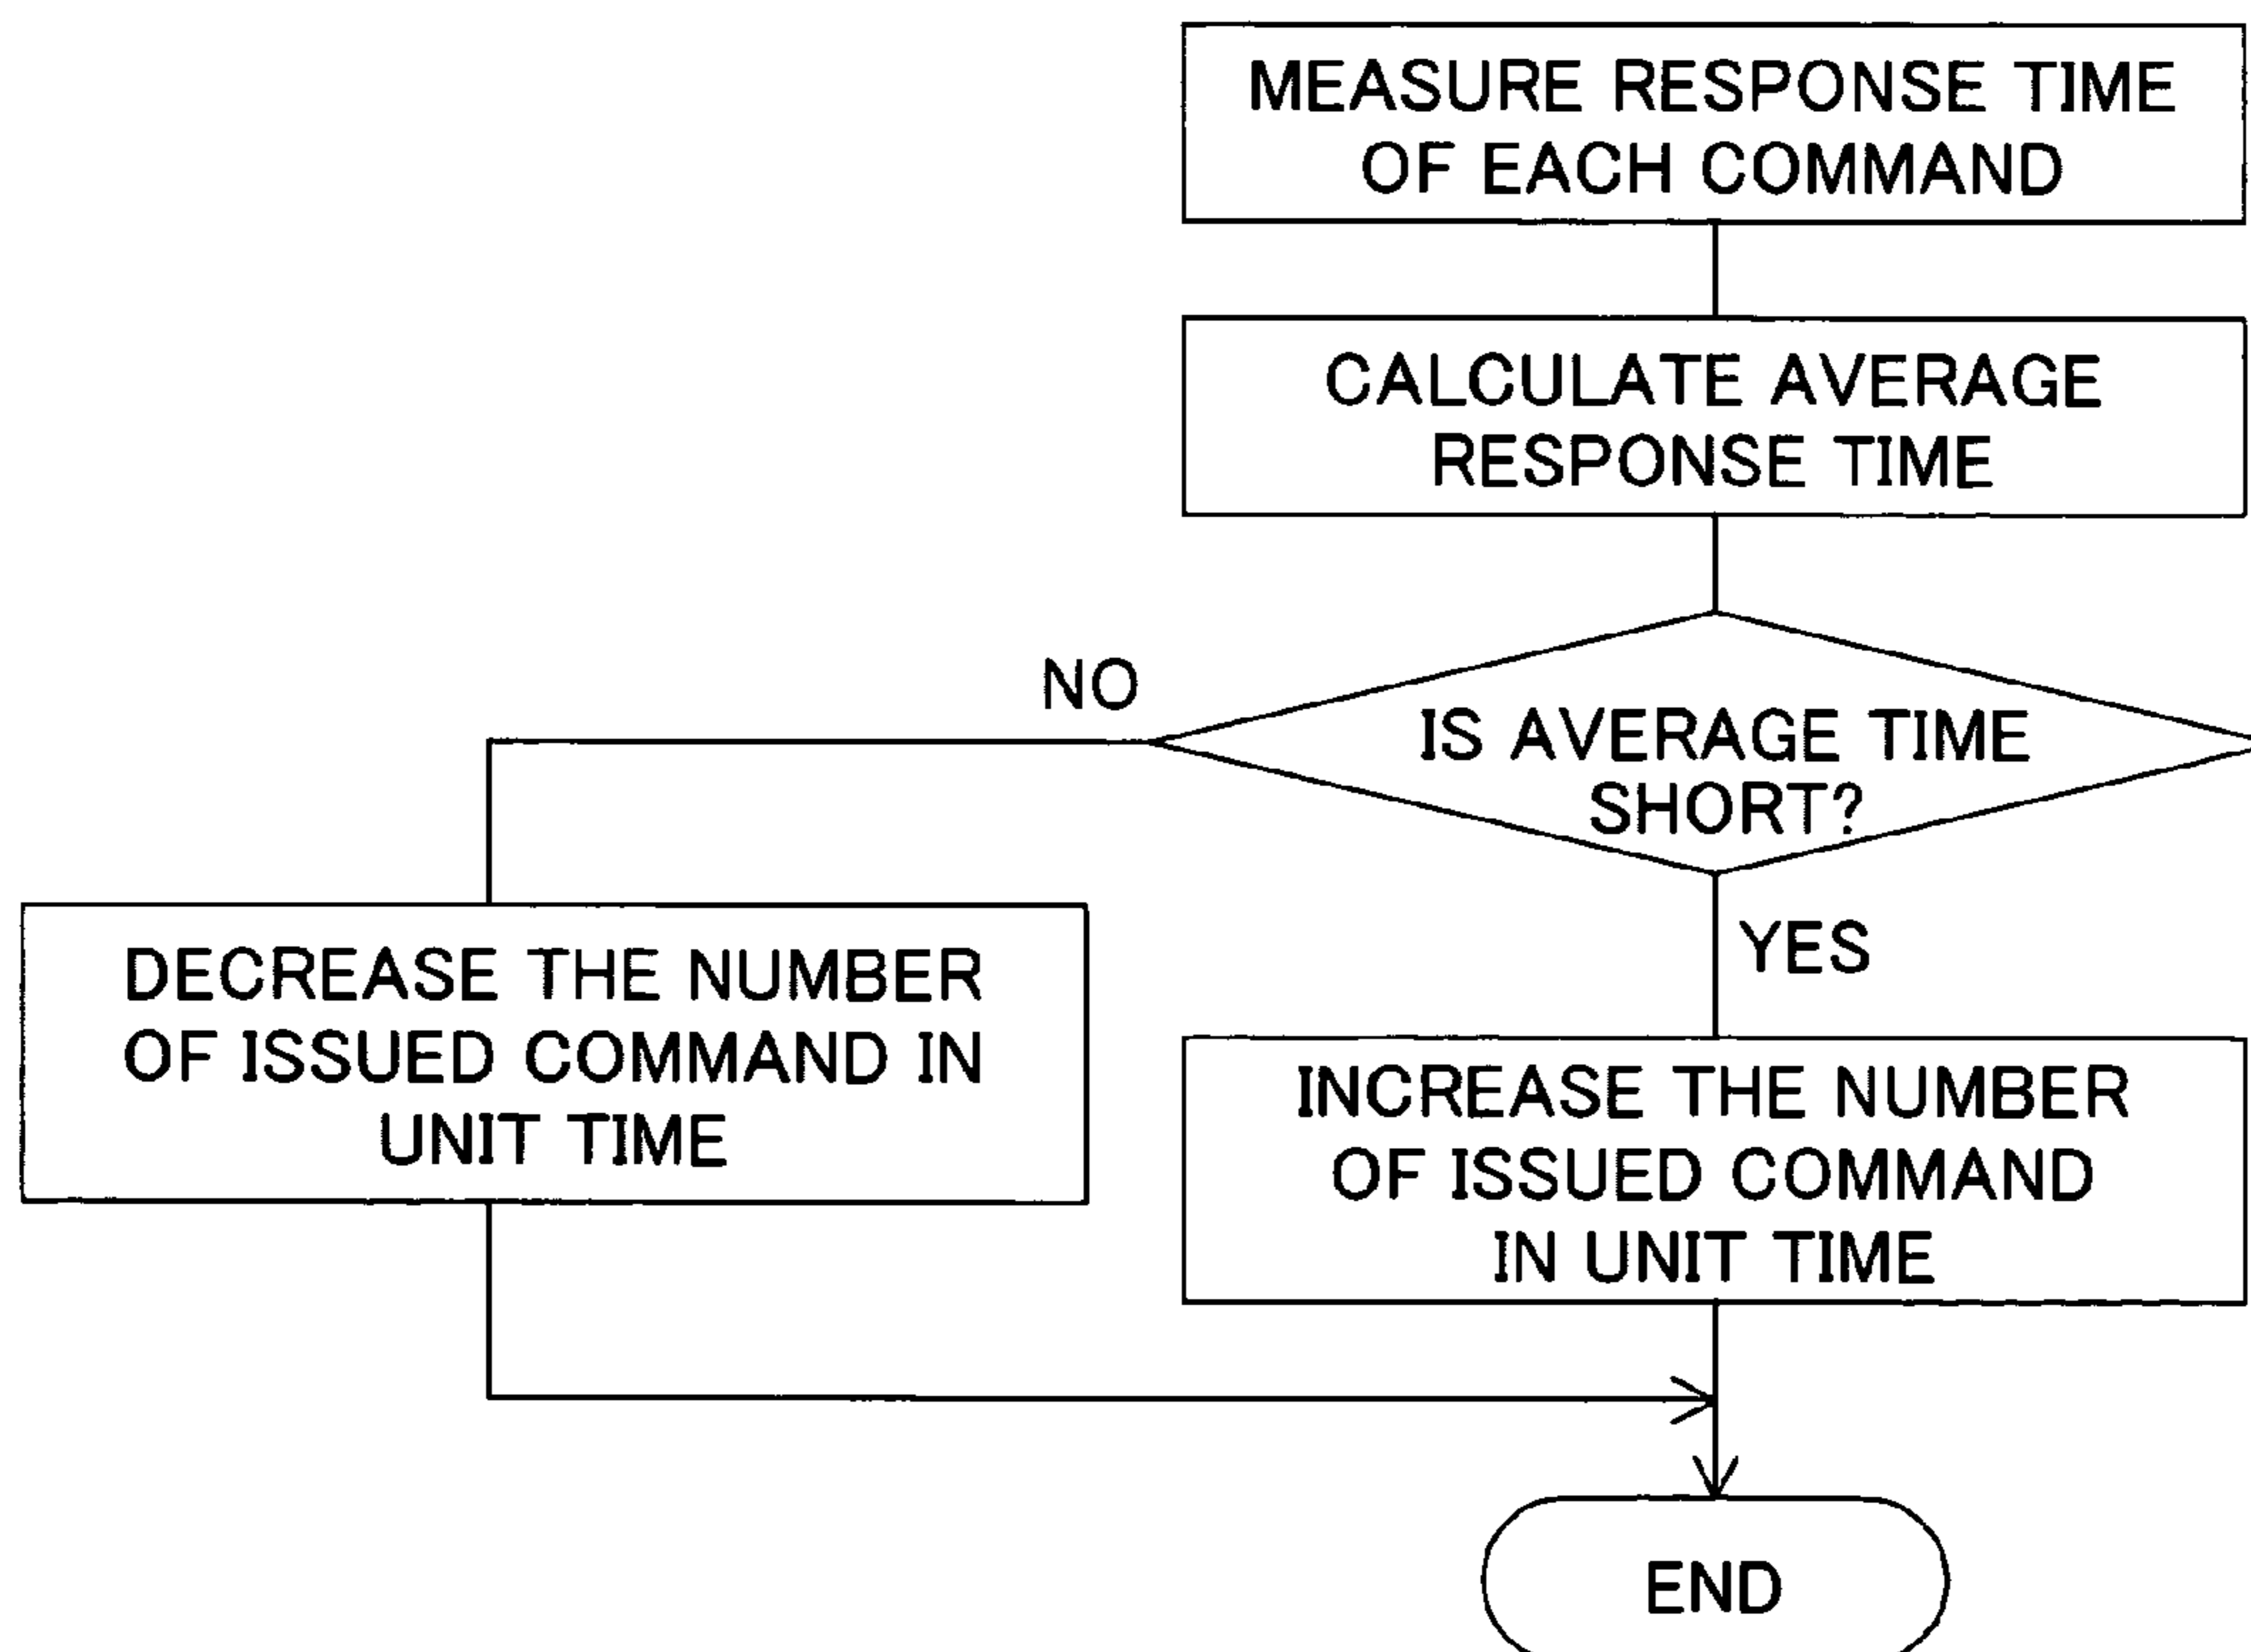 MEASURE RESPONSE TIME
OF EACH COMMAND
CALCULATE AVERAGE
RESPONSE TIME
NO
IS AVERAGE TIME
SHORT?
YES
DECREASE THE NUMBER
OF ISSUED COMMAND IN
UNIT TIME
INCREASE THE NUMBER
OF ISSUED COMMAND
IN UNIT TIME
END